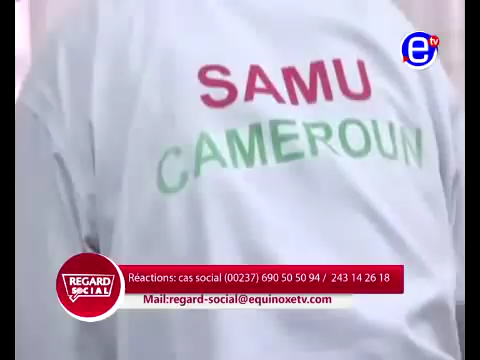 e tv
SAMU
CAMEROUN
REGARD
SOCIAL
Réactions: cas social (00237) 690 50 50 94 / 243 14 26 18
Mail:regard-social@equinoxetv.com